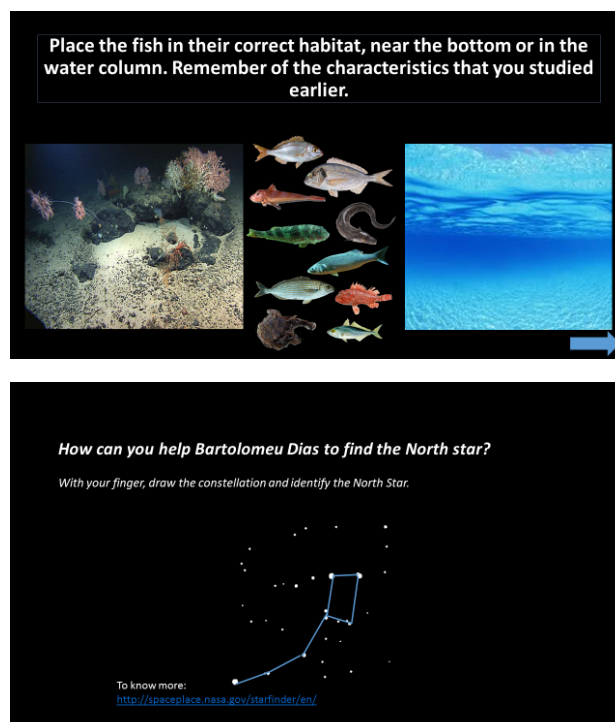 Place the fish in their correct habitat, near the bottom or in the
water column. Remember of the characteristics that you studied
earlier.
How can you help Bartolomeu Dias to find the North star?
With your finger, draw the constellation and identify the North Star.
To know more:
http://spaceplace.nasa.gov/starfinder/en/